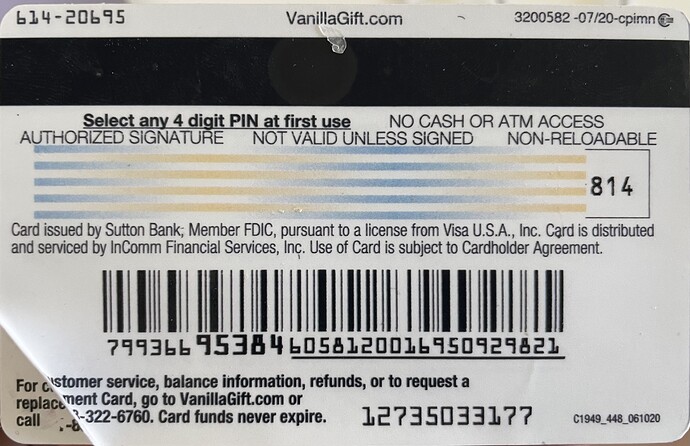 614-20695 VanillaGift.com 3200582 -07/20-cpimn
Select any 4 digit PIN at first use NO CASH OR ATM ACCESS
AUTHORIZED SIGNATURE NOT VALID UNLESS SIGNED NON-RELOADABLE
814
Card issued by Sutton Bank, Member FDIC, pursuant to a license from Visa U.S.A., Inc. Card is distributed
and serviced by InComm Financial Services, Inc. Use of Card is subject to Cardholder Agreement.
799366 95384 6058120016950929821
For service, balance information, refunds, or to request a
Card, go to VanillaGift.com or
call -322-6760. Card funds never expire. 12735033177 C1949_448_061020